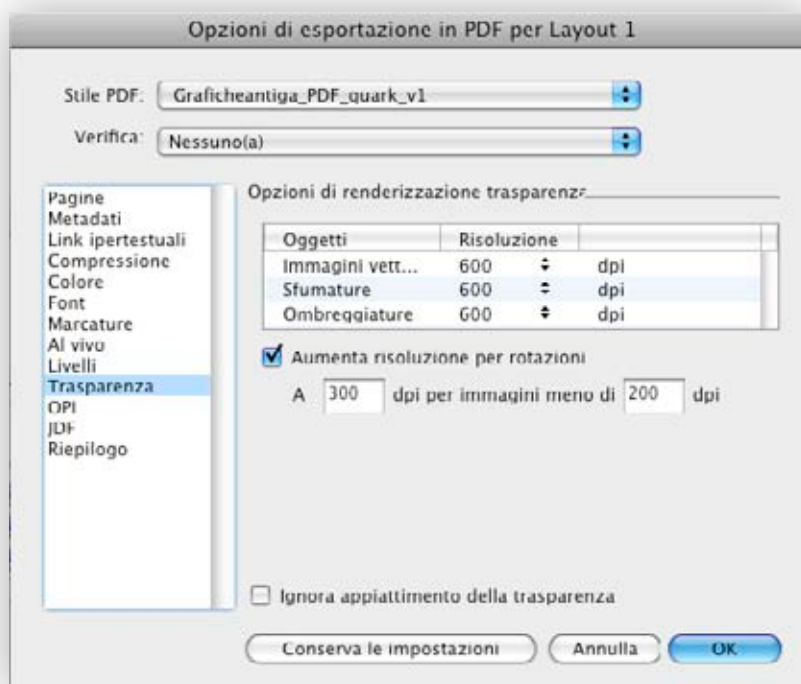 Opzioni di esportazione in PDF per Layout 1
Stile PDF: Graficheantiga_PDF_quark_v1
Verifica: Nessuno(a)
Pagine
Metadati
Link ipertestuali
Compressione
Colore
Font
Marcature
Al vivo
Livelli
Trasparenza
OPI
JDF
Riepilogo
Opzioni di renderizzazione trasparenza
Oggetti Risoluzione
Immagini vett... 600 dpi
Sfumature 600 dpi
Ombreggiature 600 dpi
Aumenta risoluzione per rotazioni
A 300 dpi per immagini meno di 200 dpi
Ignora appiattimento della trasparenza
Conserva le impostazioni Annulla OK